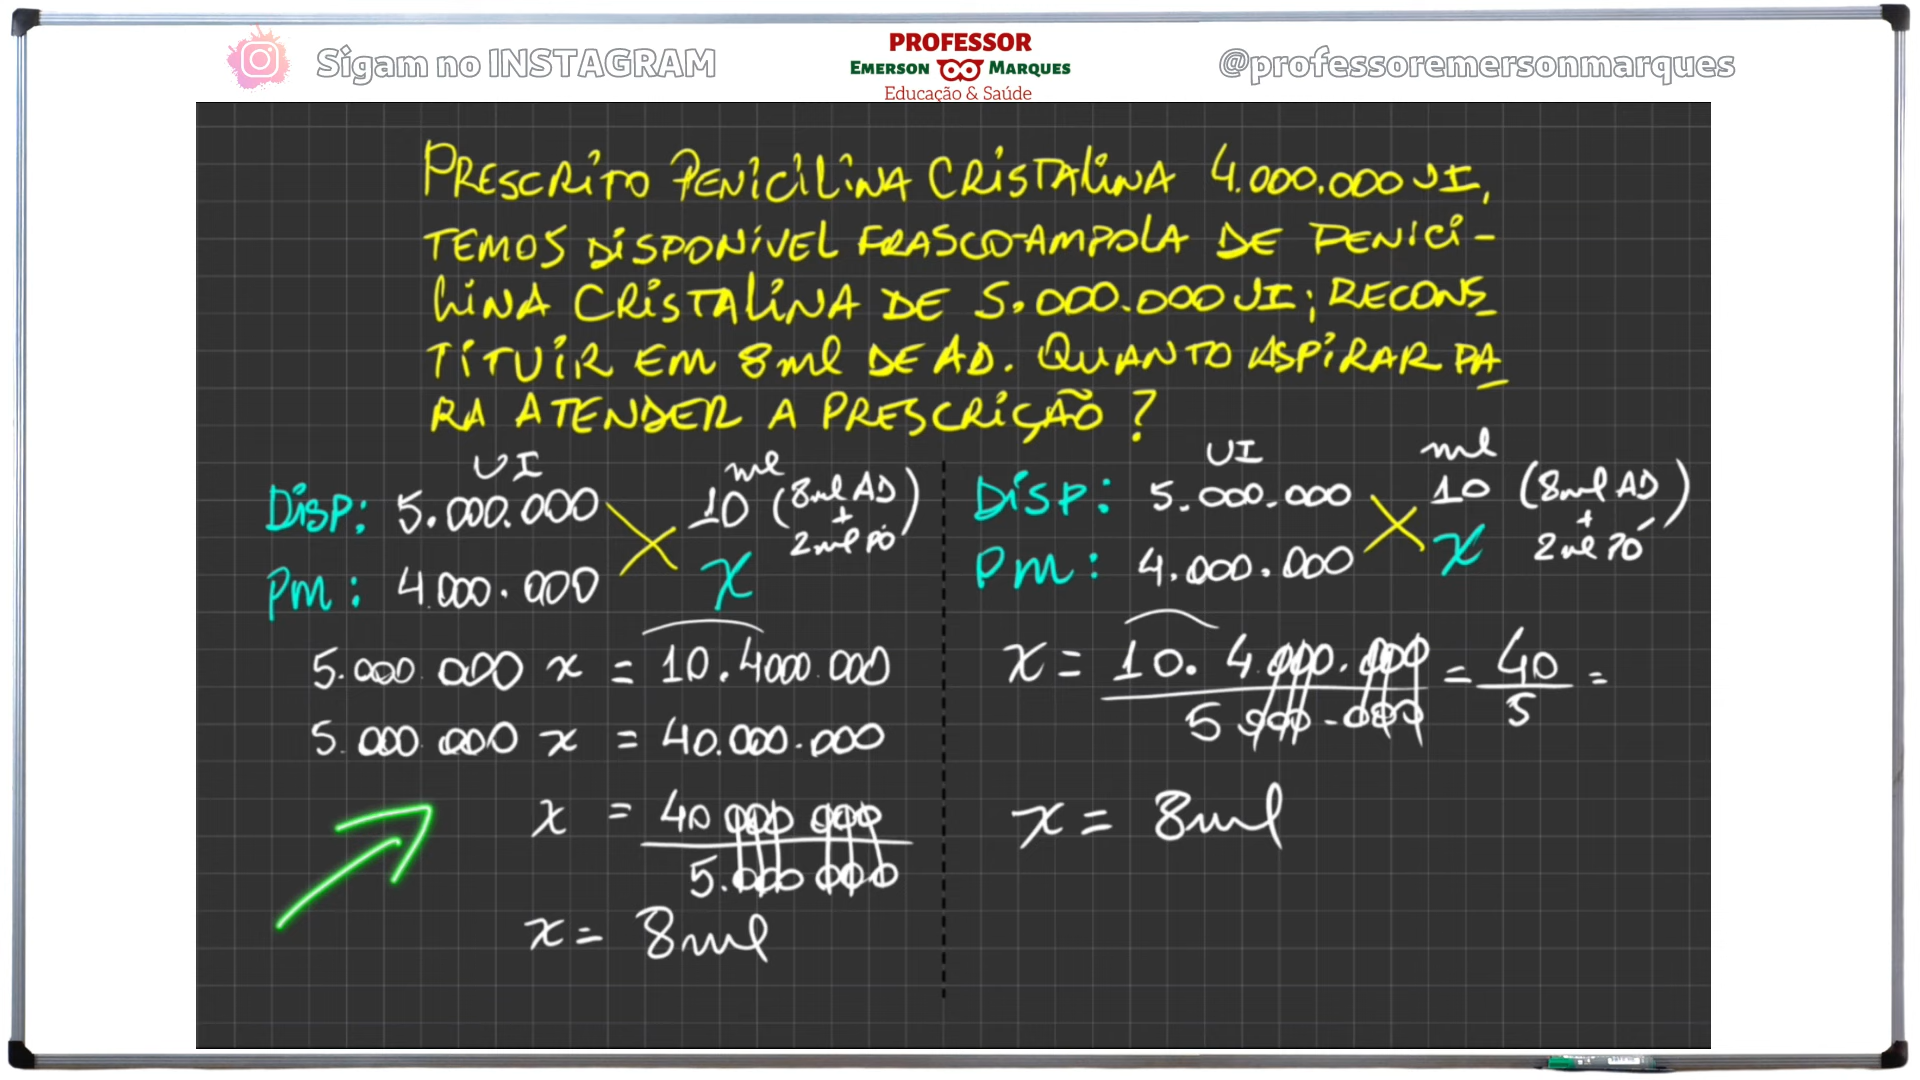 Sigam no INSTAGRAM
PROFESSOR
EMERSON MARQUES
Educação & Saúde
@professoremersonmarques
PRESCRITO PENICILINA CRISTALINA 4.000.000 UI,
TEMOS DISPONÍVEL FRASCO-AMPOLA DE PENICI-
LINA CRISTALINA DE 5.000.000 UI; RECONS
TITUIR EM 8ml DE AD. QUANTO ASPIRAR PA
RA ATENDER A PRESCRIÇÃO ?
UI ml
Disp: 5.000.000 10 (8ml AD
+
2ml PÓ)
Pm: 4.000.000 x
5.000.000 x = 10.4000.000
5.000.000 x = 40.000.000
x = 40 000 000
5.000 000
x = 8ml
UI ml
Disp: 5.000.000 10 (8ml AD
+
2ml PÓ)
Pm: 4.000.000 x
x = 10. 4.000.000 = 40 =
5 000.000 5
x = 8ml